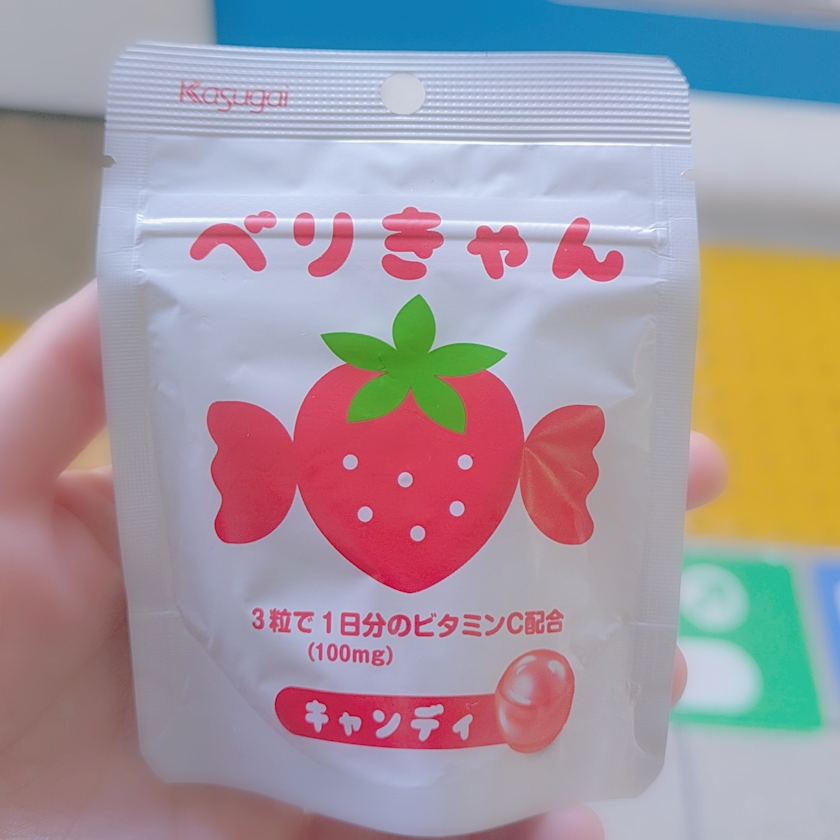 Kasugai
べりきゃん
3粒で1日分のビタミンC配合
(100mg)
キャンディ